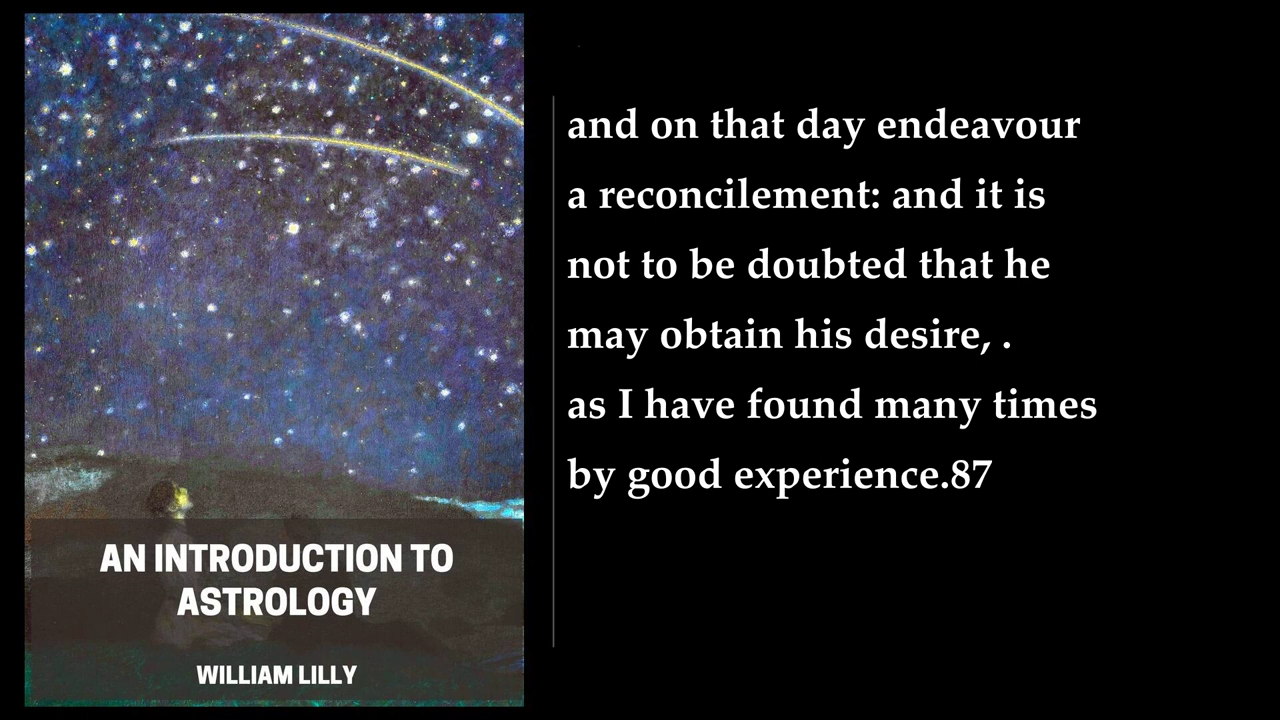 and on that day endeavour
a reconcilement: and it is
not to be doubted that he
may obtain his desire, .
as I have found many times
by good experience.87
AN INTRODUCTION TO
ASTROLOGY
WILLIAM LILLY